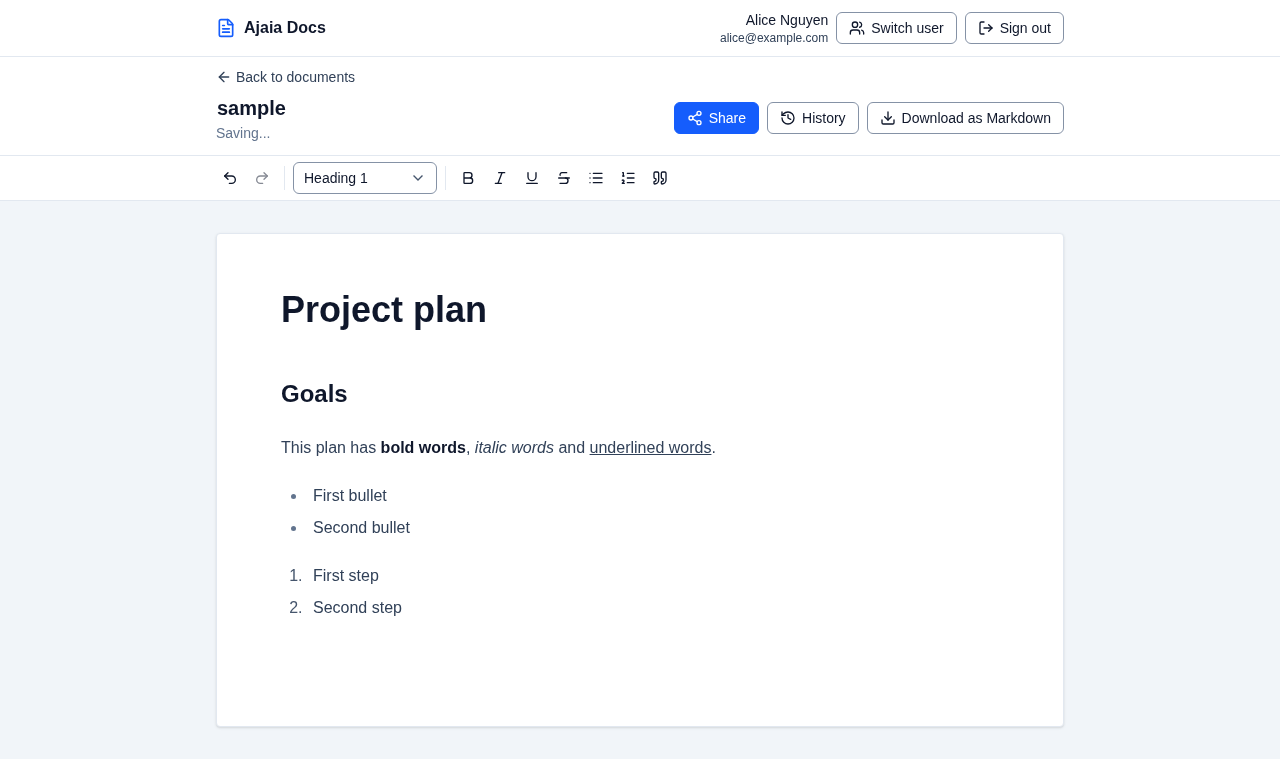 Ajaia Docs
Alice Nguyen
alice@example.com
Switch user
Sign out
Back to documents
sample
Saving...
Share
History
Download as Markdown
Heading 1
Project plan
Goals
This plan has bold words, italic words and underlined words.
• First bullet
• Second bullet
1. First step
2. Second step